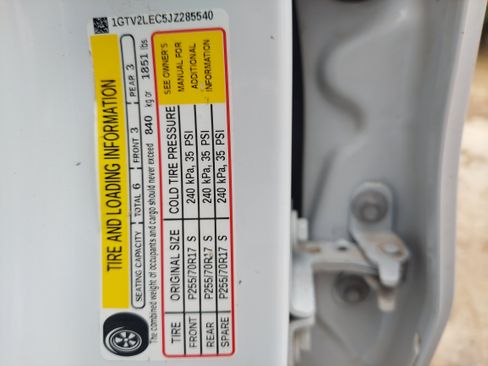 1GTV2LEC5JZ285540
TIRE AND LOADING INFORMATION
SEATING CAPACITY TOTAL 6 FRONT 3 REAR 3
The combined weight of occupants and cargo should never exceed 840 kg or 1851 lbs
TIRE ORIGINAL SIZE COLD TIRE PRESSURE
FRONT P255/70R17 S 240 kPa, 35 PSI
REAR P255/70R17 S 240 kPa, 35 PSI
SPARE P255/70R17 S 240 kPa, 35 PSI
SEE OWNER'S
MANUAL FOR
ADDITIONAL
INFORMATION